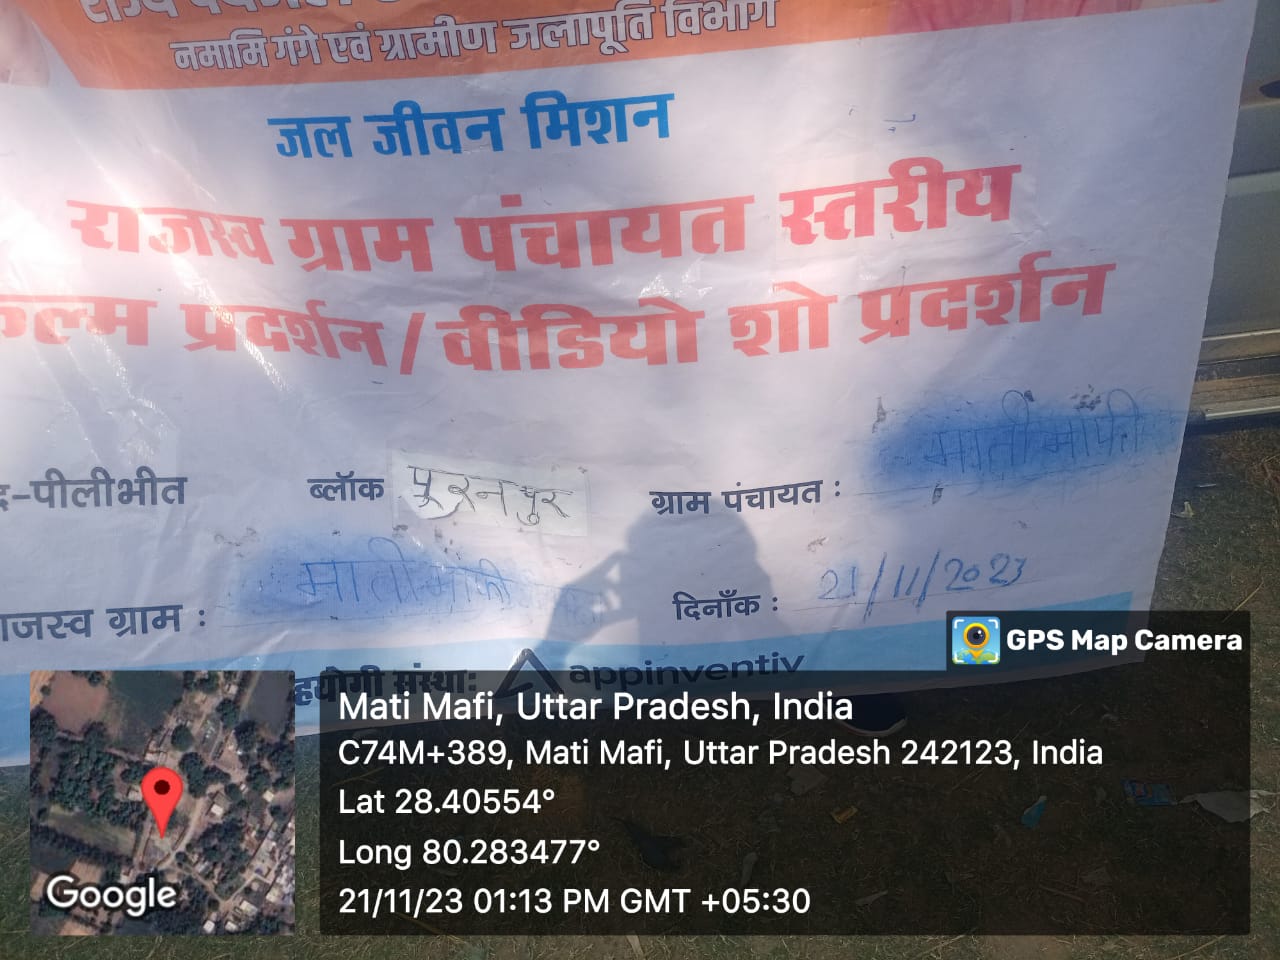 नमामि गंगे एवं ग्रामीण जलापूर्ति विभाग
जल जीवन मिशन
राजस्व ग्राम पंचायत स्तरीय
प्रदर्शन/वीडियो शो प्रदर्शन
पीलीभीत ब्लॉक पूरनपुर ग्राम पंचायत : माती माफी
ग्राम : माती माफी दिनाँक : 21/11/2023
संस्था: appinventiv
GPS Map Camera
Mati Mafi, Uttar Pradesh, India
C74M+389, Mati Mafi, Uttar Pradesh 242123, India
Lat 28.40554°
Long 80.283477°
21/11/23 01:13 PM GMT +05:30
Google